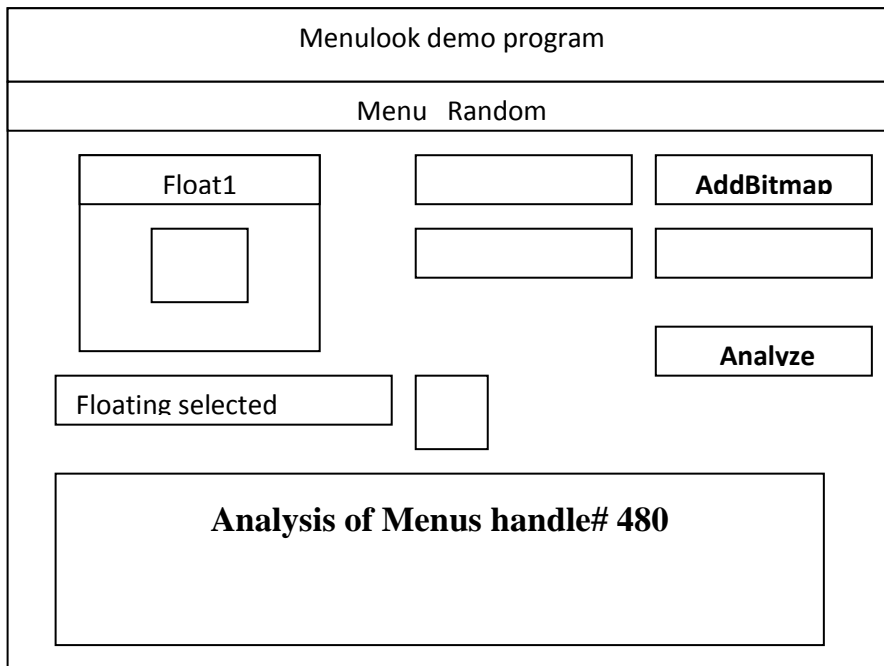 Menulook demo program
Menu Random
Float1
AddBitmap
Analyze
Floating selected
Analysis of Menus handle# 480